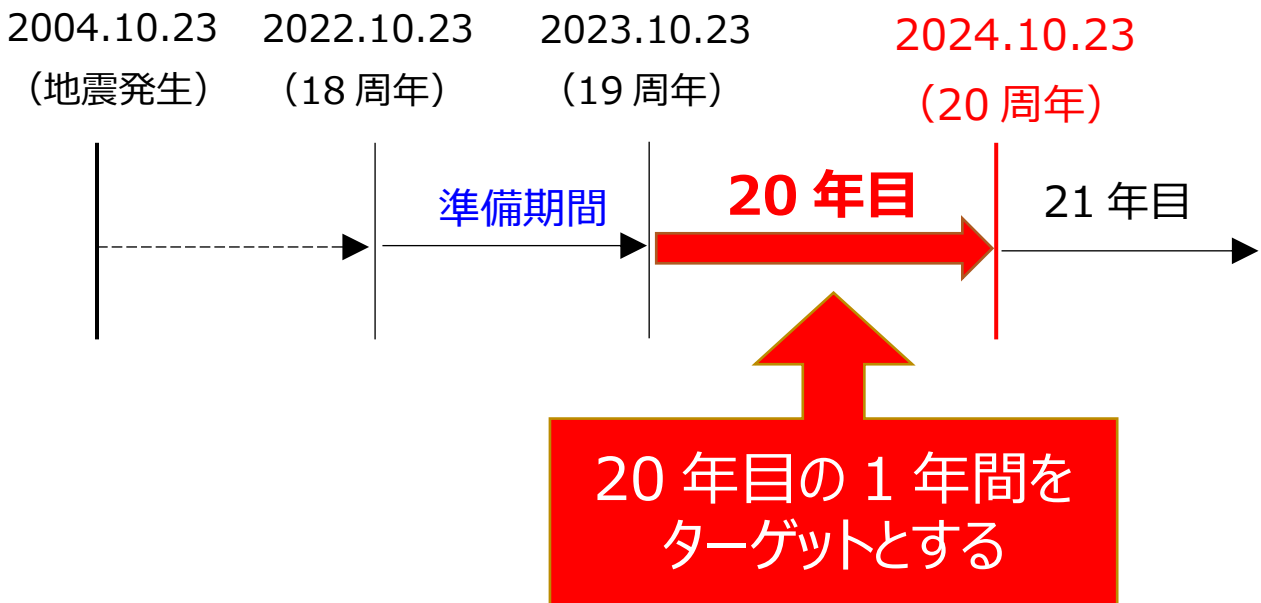 2004.10.23
（地震発生）
2022.10.23
（18 周年）
2023.10.23
（19 周年）
2024.10.23
（20 周年）
準備期間
20 年目
21 年目
20 年目の 1 年間を
ターゲットとする